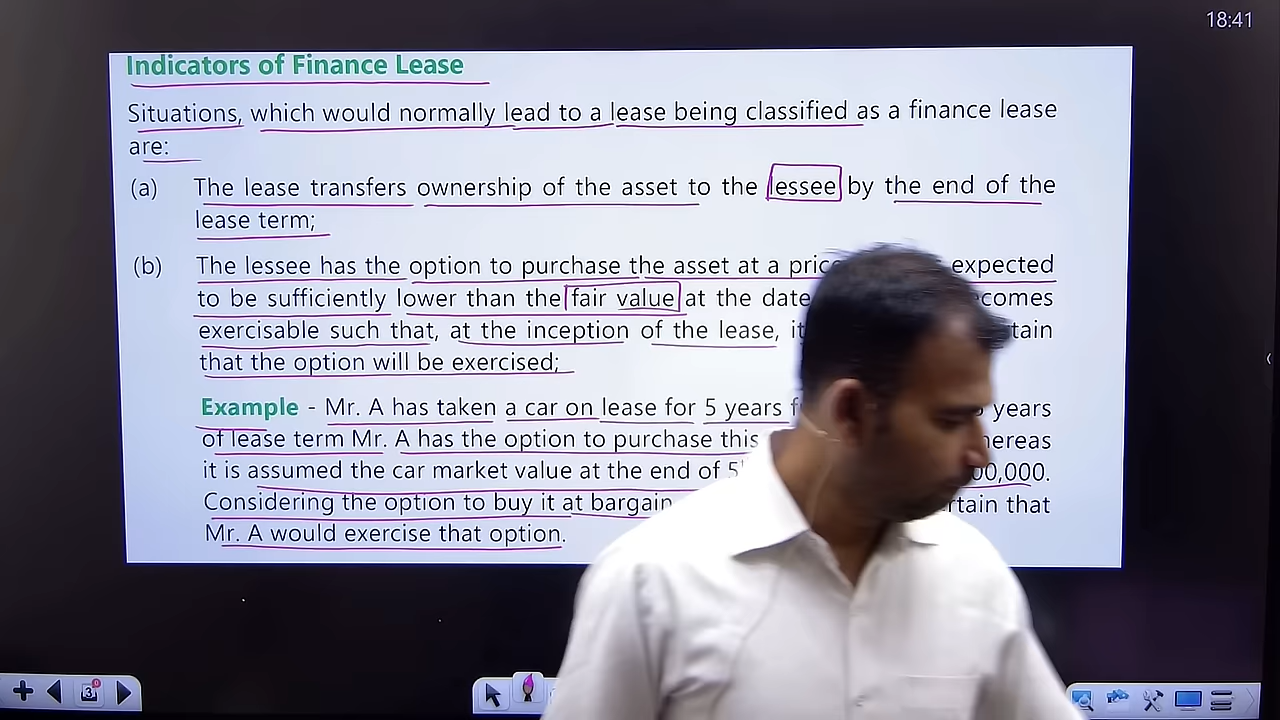 18:41
Indicators of Finance Lease
Situations, which would normally lead to a lease being classified as a finance lease
are:
(a) The lease transfers ownership of the asset to the lessee by the end of the
lease term;
(b) The lessee has the option to purchase the asset at a expected
to be sufficiently lower than the fair value at the date
exercisable such that, at the inception of the lease,
that the option will be exercised;
Example - Mr. A has taken a car on lease for 5 years years
of lease term Mr. A has the option to purchase this
it is assumed the car market value at the end of 00,000.
Considering the option to buy it at bargain that
Mr. A would exercise that option.
3